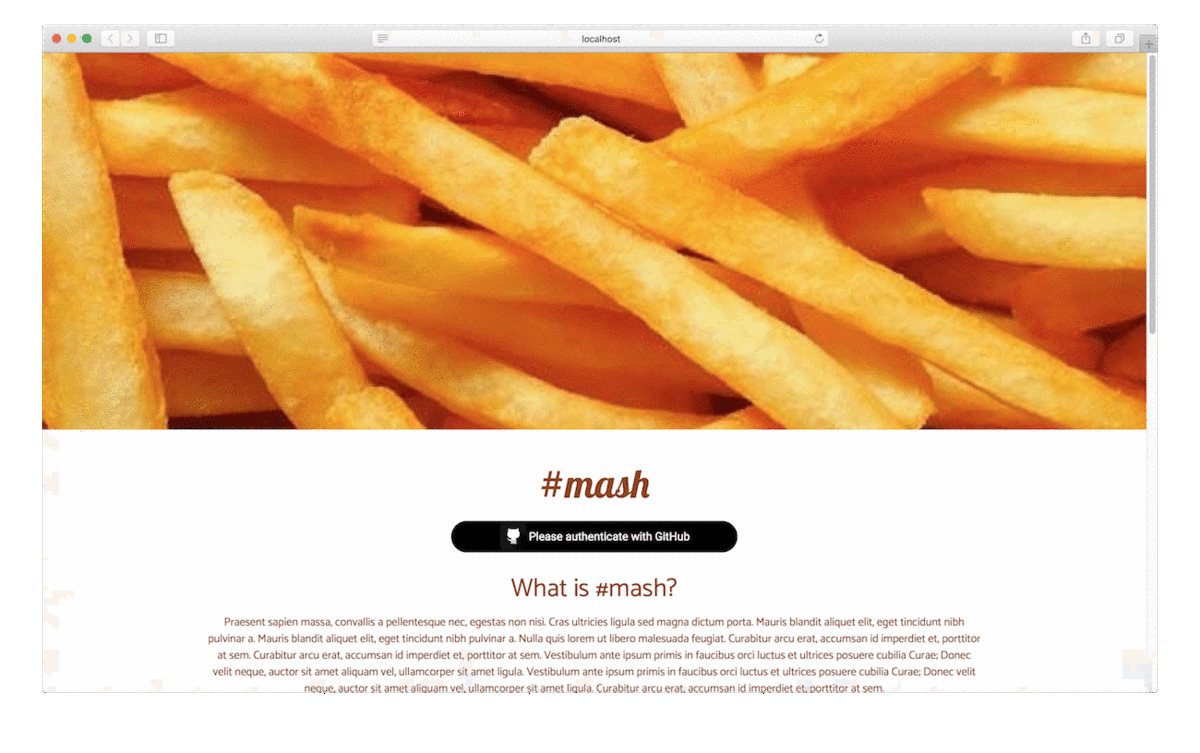 localhost
#mash
Please authenticate with GitHub
What is #mash?
Praesent sapien massa, convallis a pellentesque nec, egestas non nisi. Cras ultricies ligula sed magna dictum porta. Mauris blandit aliquet elit, eget tincidunt nibh
pulvinar a. Mauris blandit aliquet elit, eget tincidunt nibh pulvinar a. Nulla quis lorem ut libero malesuada feugiat. Curabitur arcu erat, accumsan id imperdiet et, porttitor
at sem. Curabitur arcu erat, accumsan id imperdiet et, porttitor at sem. Vestibulum ante ipsum primis in faucibus orci luctus et ultrices posuere cubilia Curae; Donec
velit neque, auctor sit amet aliquam vel, ullamcorper sit amet ligula. Vestibulum ante ipsum primis in faucibus orci luctus et ultrices posuere cubilia Curae; Donec velit
neque, auctor sit amet aliquam vel, ullamcorper sit amet ligula. Curabitur arcu erat, accumsan id imperdiet et, porttitor at sem.